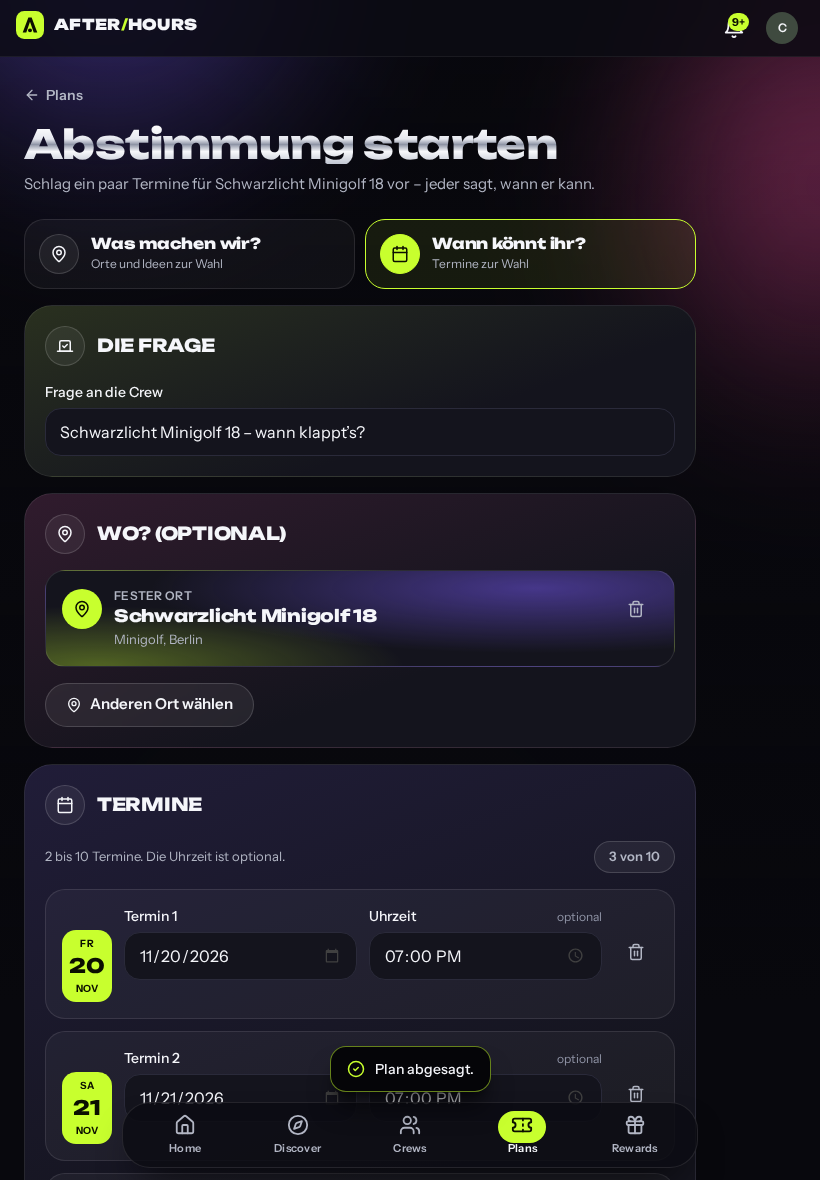 AFTER/HOURS
9+
C
Plans
Abstimmung starten
Schlag ein paar Termine für Schwarzlicht Minigolf 18 vor – jeder sagt, wann er kann.
Was machen wir?
Orte und Ideen zur Wahl
Wann könnt ihr?
Termine zur Wahl
DIE FRAGE
Frage an die Crew
Schwarzlicht Minigolf 18 – wann klappt's?
WO? (OPTIONAL)
FESTER ORT
Schwarzlicht Minigolf 18
Minigolf, Berlin
Anderen Ort wählen
TERMINE
2 bis 10 Termine. Die Uhrzeit ist optional.
3 von 10
Termin 1
Uhrzeit
optional
FR
20
NOV
11/20/2026
07:00 PM
Termin 2
optional
SA
21
NOV
11/21/2026
07:00 PM
Plan abgesagt.
Home
Discover
Crews
Plans
Rewards